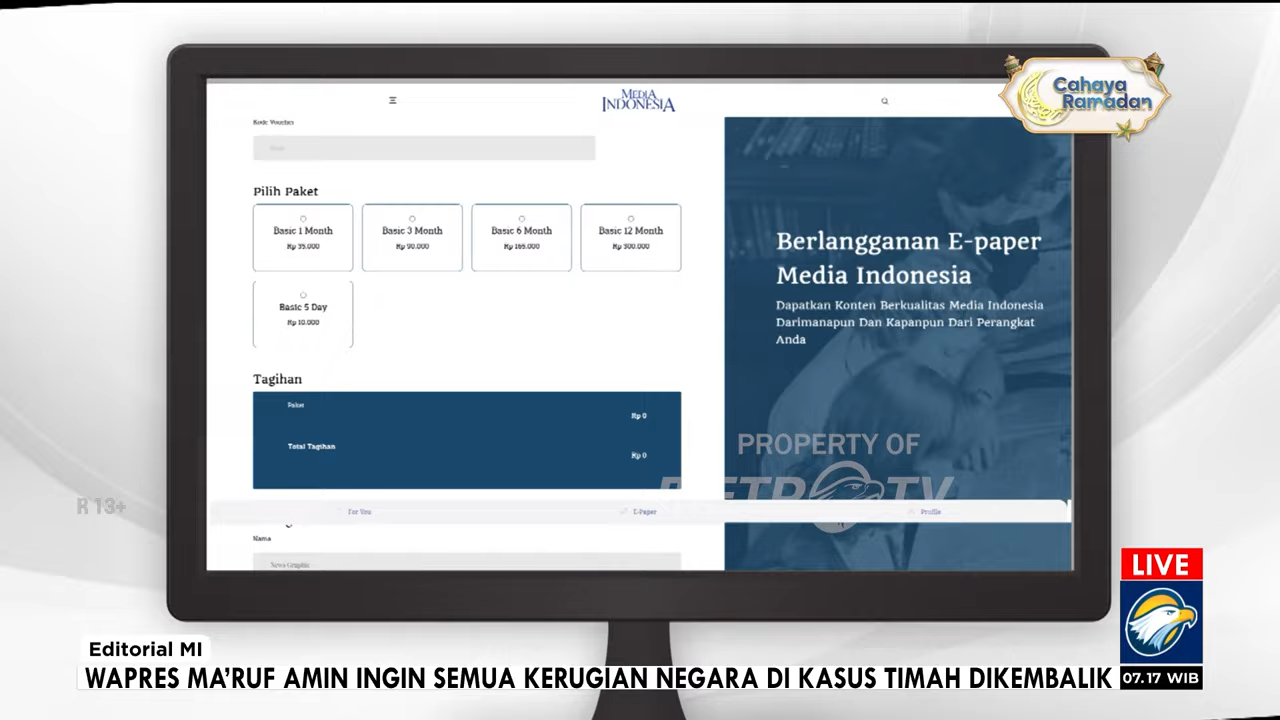 Cahaya
Ramadan
MEDIA
INDONESIA
Kode Voucher
Pilih Paket
Basic 1 Month
Rp 35.000
Basic 3 Month
Rp 90.000
Basic 6 Month
Rp 165.000
Basic 12 Month
Rp 300.000
Basic 5 Day
Rp 10.000
Tagihan
Paket
Rp 0
Total Tagihan
Rp 0
Berlangganan E-paper
Media Indonesia
Dapatkan Konten Berkualitas Media Indonesia
Darimanapun Dan Kapanpun Dari Perangkat
Anda
PROPERTY OF
METRO TV
R 13+
For You
E-Paper
Profile
Nama
News Graphic
LIVE
Editorial MI
WAPRES MA'RUF AMIN INGIN SEMUA KERUGIAN NEGARA DI KASUS TIMAH DIKEMBALIK
07.17 WIB